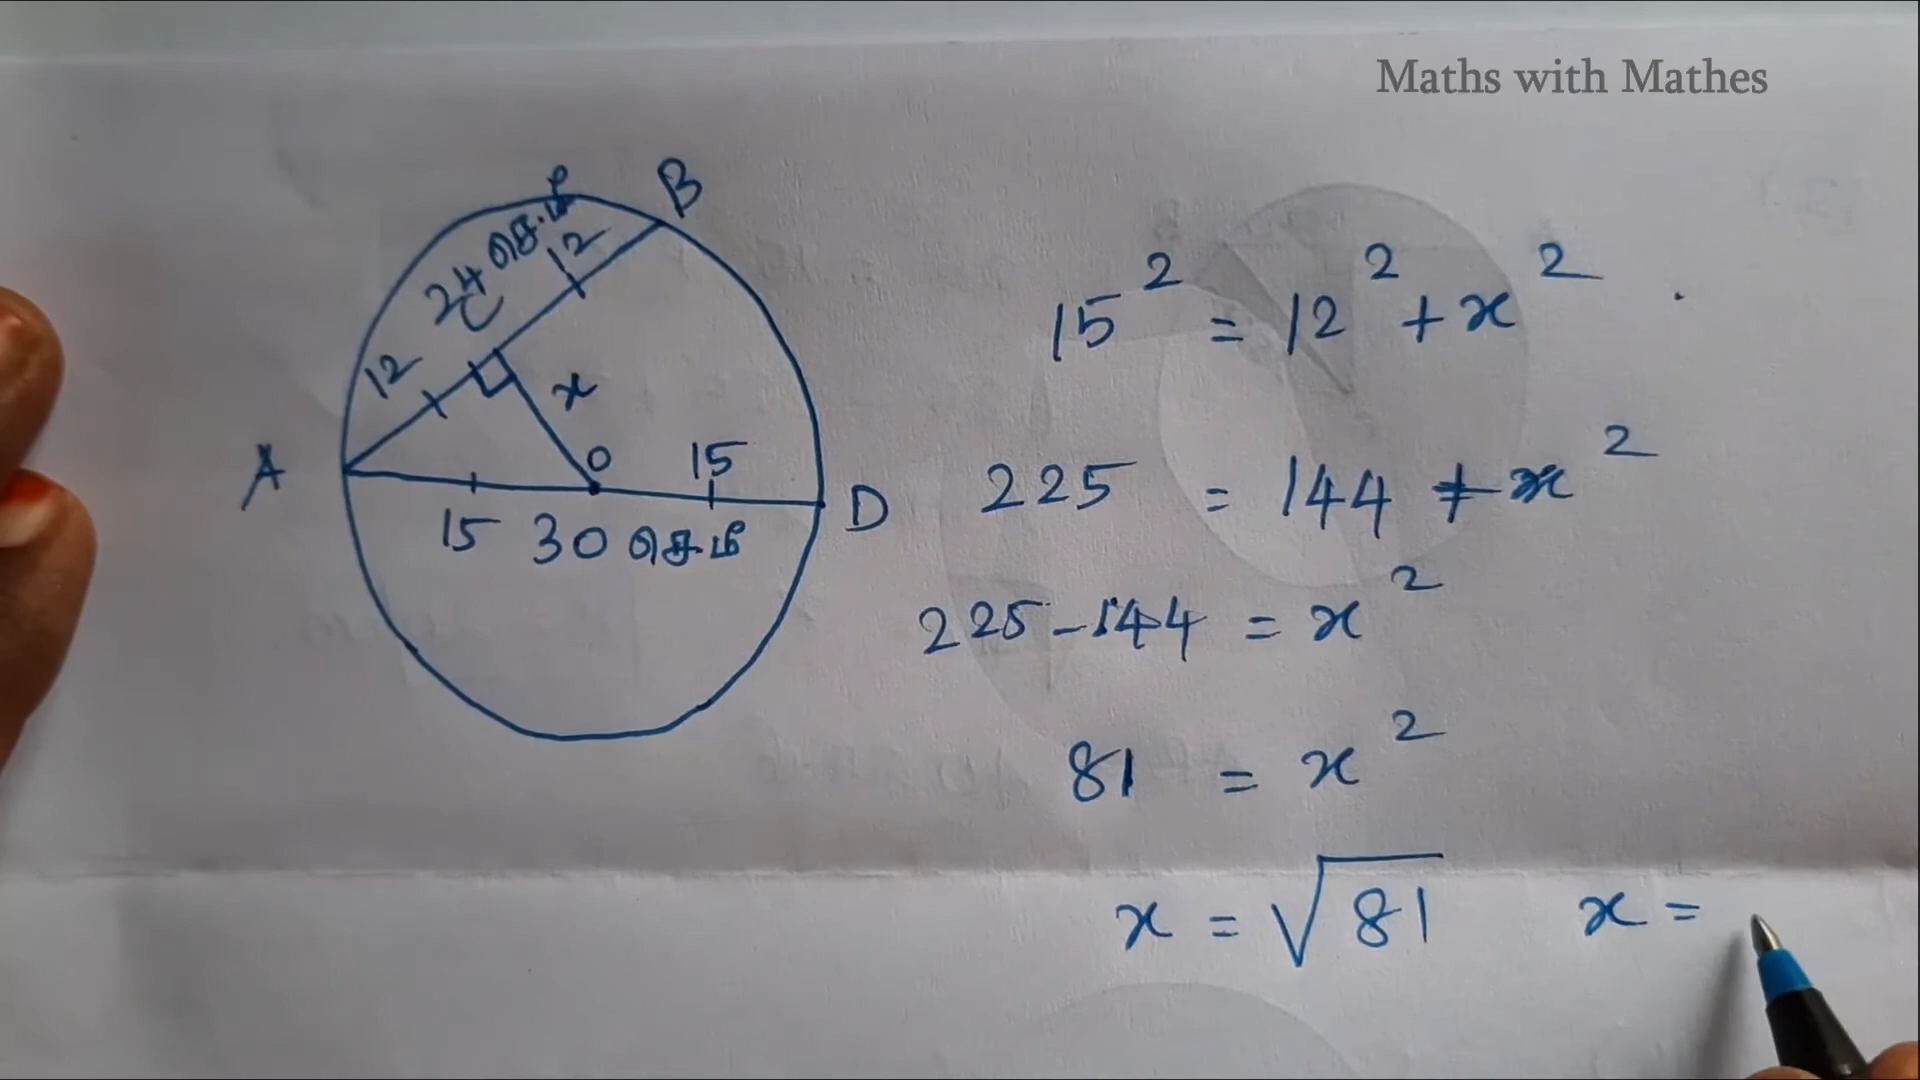 Maths with Mathes
B
24 செ.மீ
12
12
x
A
O
15
D
15 30 செ.மீ
15² = 12² + x²
225 = 144 + x²
225 - 144 = x²
81 = x²
x = √81 x =